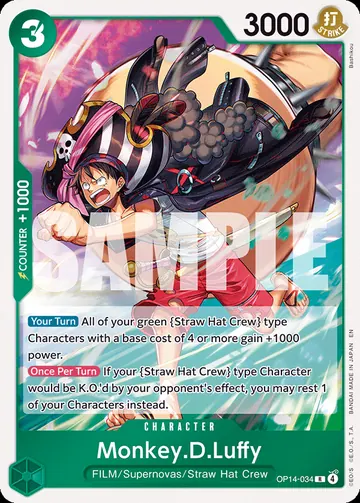 3
3000
打
STRIKE
Bashikou
COUNTER +1000
SAMPLE
Your Turn All of your green {Straw Hat Crew} type
Characters with a base cost of 4 or more gain +1000
power.
Once Per Turn If your {Straw Hat Crew} type Character
would be K.O.'d by your opponent's effect, you may rest 1
of your Characters instead.
CHARACTER
Monkey.D.Luffy
FILM/Supernovas/Straw Hat Crew
OP14-034 R 4
©E.O./S., ©E.O./S., T.A.
BANDAI MADE IN JAPAN EN